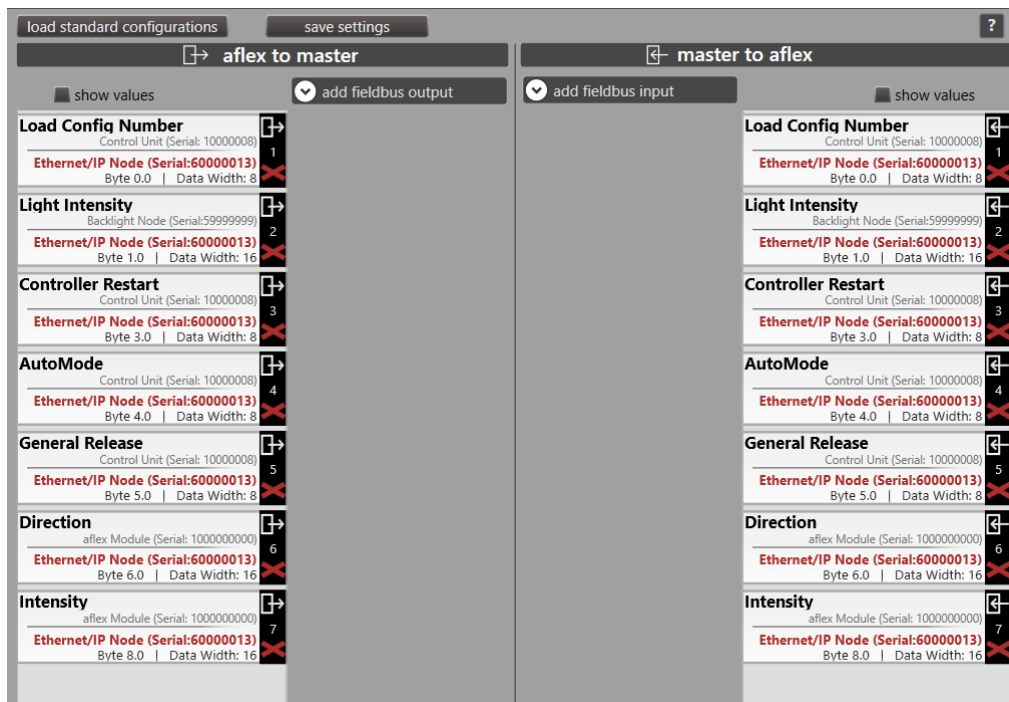 load standard configurations
save settings
?
aflex to master
master to aflex
show values
add fieldbus output
add fieldbus input
show values
Load Config Number
Control Unit (Serial: 10000008)
1
Ethernet/IP Node (Serial:60000013)
Byte 0.0 | Data Width: 8
Light Intensity
Backlight Node (Serial:59999999)
2
Ethernet/IP Node (Serial:60000013)
Byte 1.0 | Data Width: 16
Controller Restart
Control Unit (Serial: 10000008)
3
Ethernet/IP Node (Serial:60000013)
Byte 3.0 | Data Width: 8
AutoMode
Control Unit (Serial: 10000008)
4
Ethernet/IP Node (Serial:60000013)
Byte 4.0 | Data Width: 8
General Release
Control Unit (Serial: 10000008)
5
Ethernet/IP Node (Serial:60000013)
Byte 5.0 | Data Width: 8
Direction
aflex Module (Serial: 1000000000)
6
Ethernet/IP Node (Serial:60000013)
Byte 6.0 | Data Width: 16
Intensity
aflex Module (Serial: 1000000000)
7
Ethernet/IP Node (Serial:60000013)
Byte 8.0 | Data Width: 16
Load Config Number
Control Unit (Serial: 10000008)
1
Ethernet/IP Node (Serial:60000013)
Byte 0.0 | Data Width: 8
Light Intensity
Backlight Node (Serial:59999999)
2
Ethernet/IP Node (Serial:60000013)
Byte 1.0 | Data Width: 16
Controller Restart
Control Unit (Serial: 10000008)
3
Ethernet/IP Node (Serial:60000013)
Byte 3.0 | Data Width: 8
AutoMode
Control Unit (Serial: 10000008)
4
Ethernet/IP Node (Serial:60000013)
Byte 4.0 | Data Width: 8
General Release
Control Unit (Serial: 10000008)
5
Ethernet/IP Node (Serial:60000013)
Byte 5.0 | Data Width: 8
Direction
aflex Module (Serial: 1000000000)
6
Ethernet/IP Node (Serial:60000013)
Byte 6.0 | Data Width: 16
Intensity
aflex Module (Serial: 1000000000)
7
Ethernet/IP Node (Serial:60000013)
Byte 8.0 | Data Width: 16